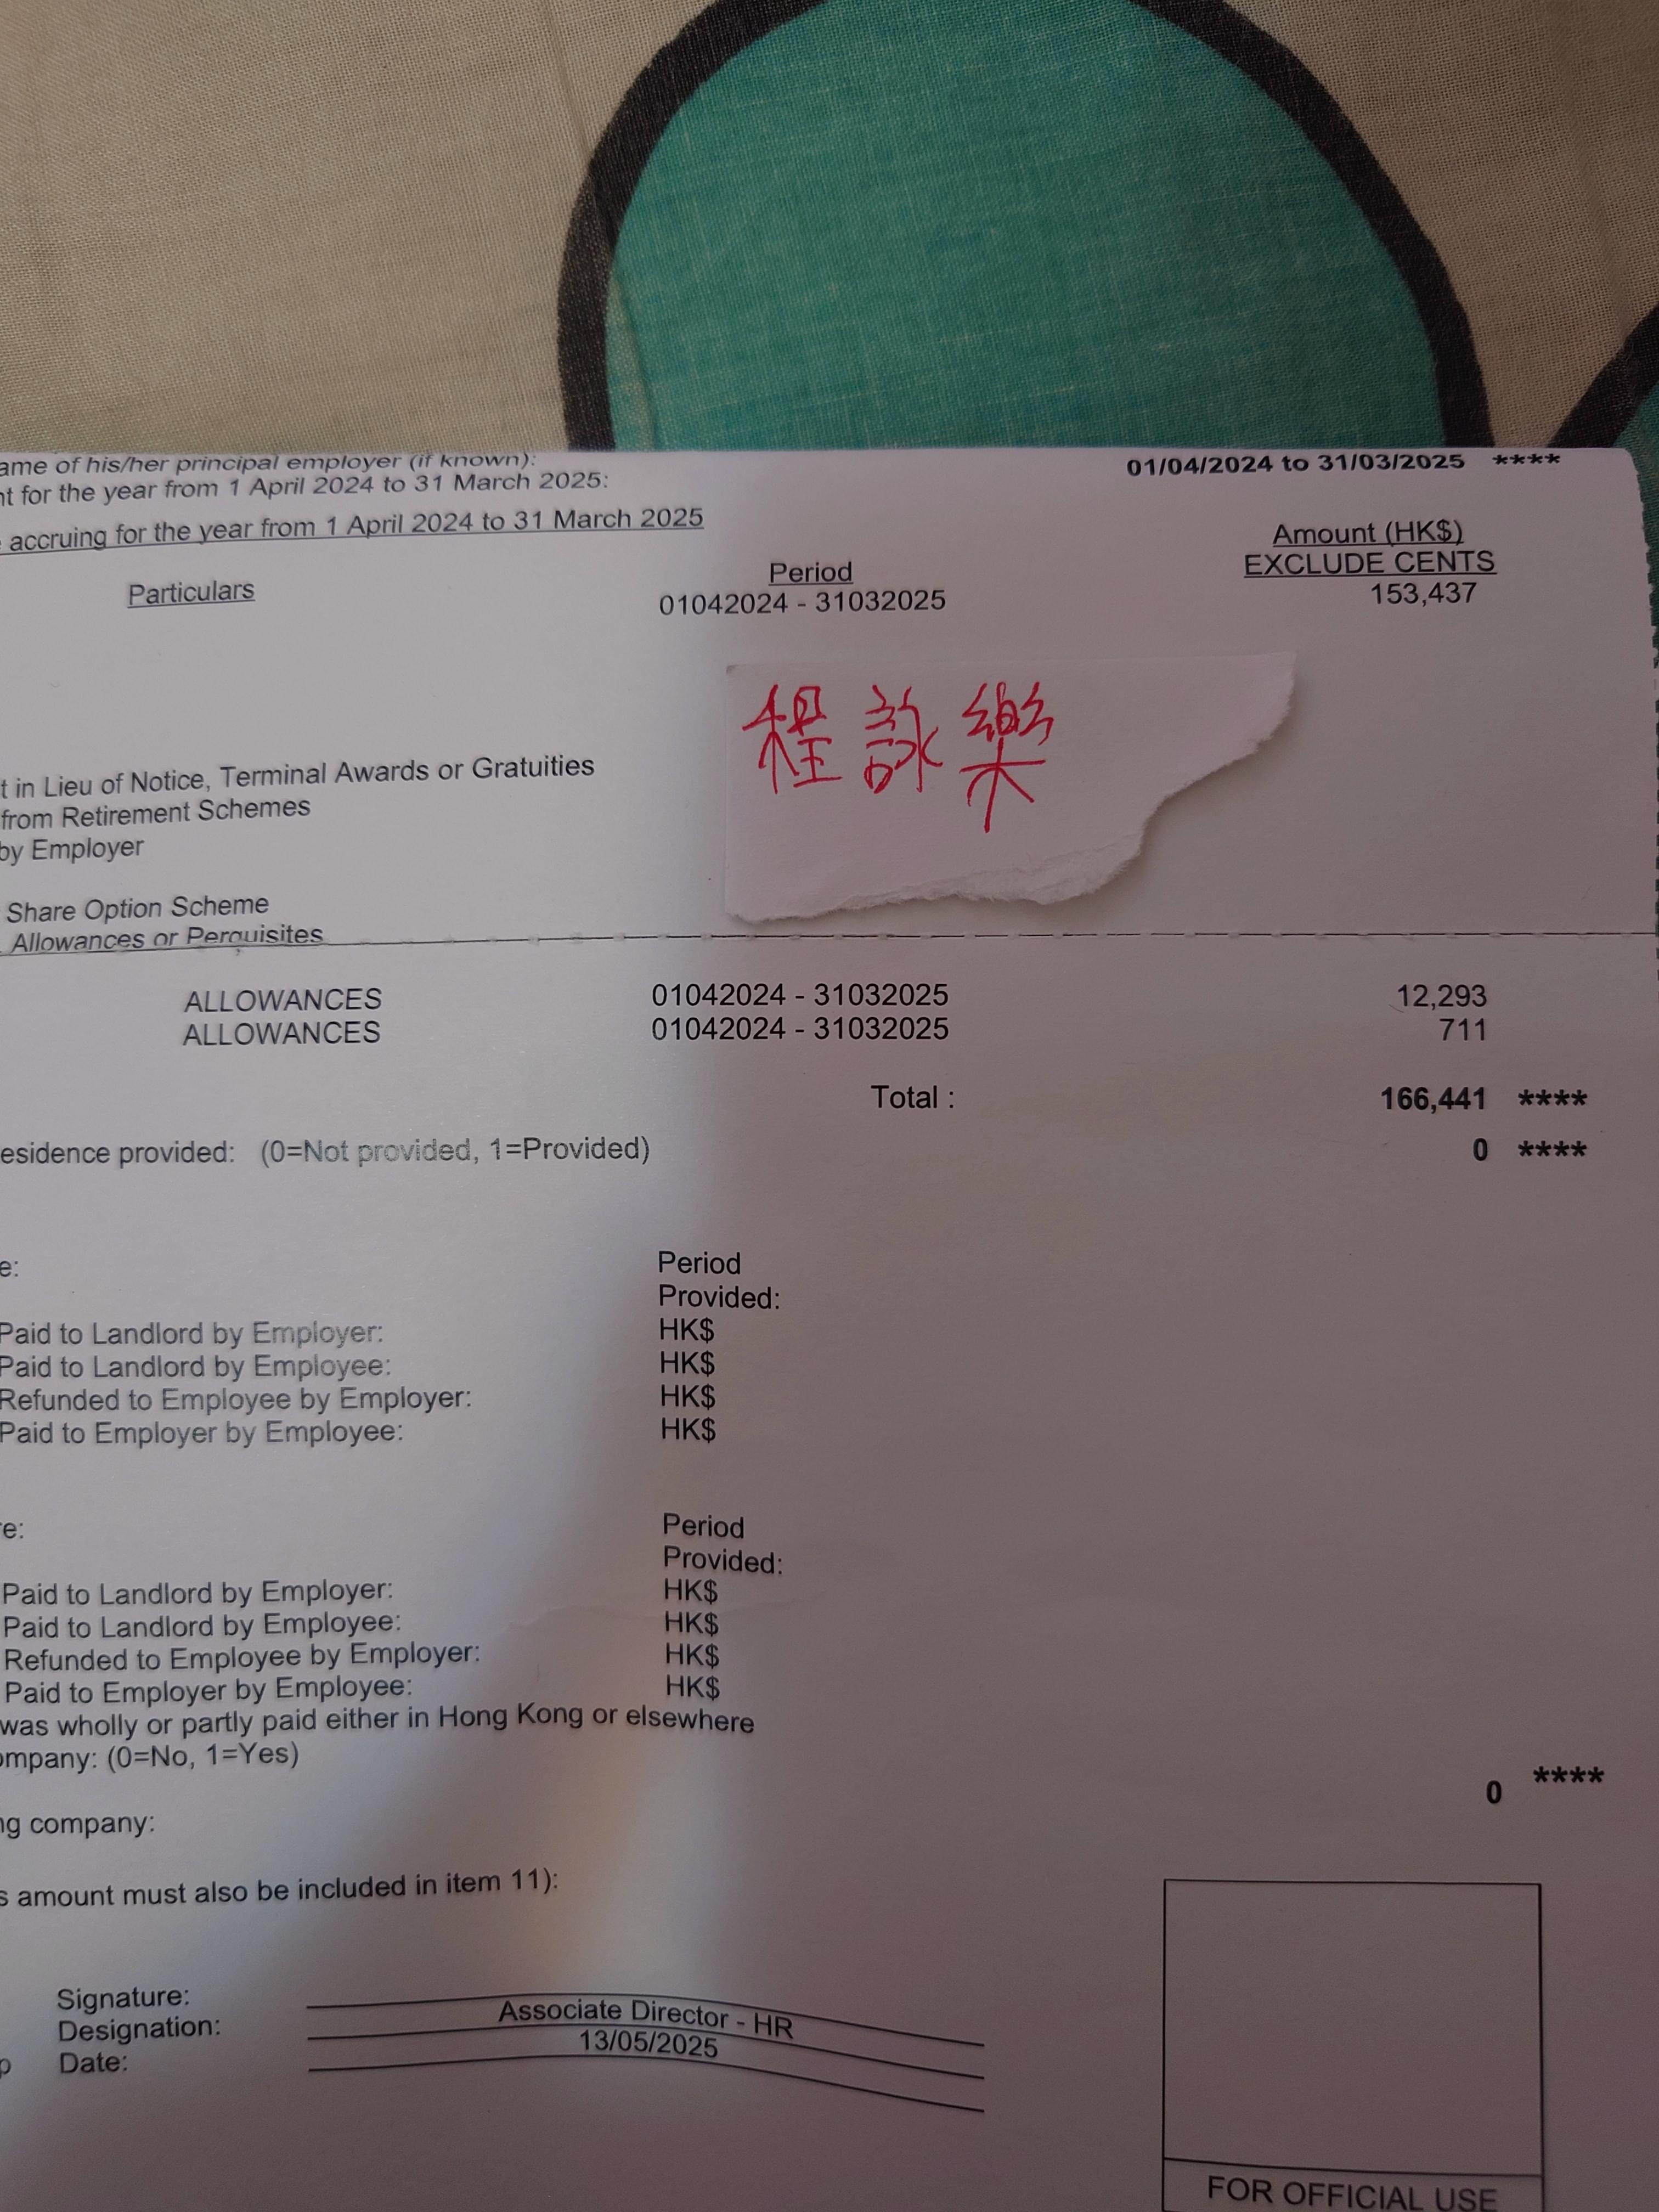 ame of his/her principal employer (if known):
nt for the year from 1 April 2024 to 31 March 2025:
01/04/2024 to 31/03/2025 ****
accruing for the year from 1 April 2024 to 31 March 2025
Amount (HK$)
Particulars Period EXCLUDE CENTS
01042024 - 31032025 153,437
程詠樂
t in Lieu of Notice, Terminal Awards or Gratuities
from Retirement Schemes
by Employer
Share Option Scheme
Allowances or Perquisites
ALLOWANCES 01042024 - 31032025 12,293
ALLOWANCES 01042024 - 31032025 711
Total : 166,441 ****
esidence provided: (0=Not provided, 1=Provided) 0 ****
e: Period
Provided:
Paid to Landlord by Employer: HK$
Paid to Landlord by Employee: HK$
Refunded to Employee by Employer: HK$
Paid to Employer by Employee: HK$
e: Period
Provided:
Paid to Landlord by Employer: HK$
Paid to Landlord by Employee: HK$
Refunded to Employee by Employer: HK$
Paid to Employer by Employee: HK$
was wholly or partly paid either in Hong Kong or elsewhere
ompany: (0=No, 1=Yes)
0 ****
ng company:
s amount must also be included in item 11):
Signature:
Designation: Associate Director - HR
p Date: 13/05/2025
FOR OFFICIAL USE